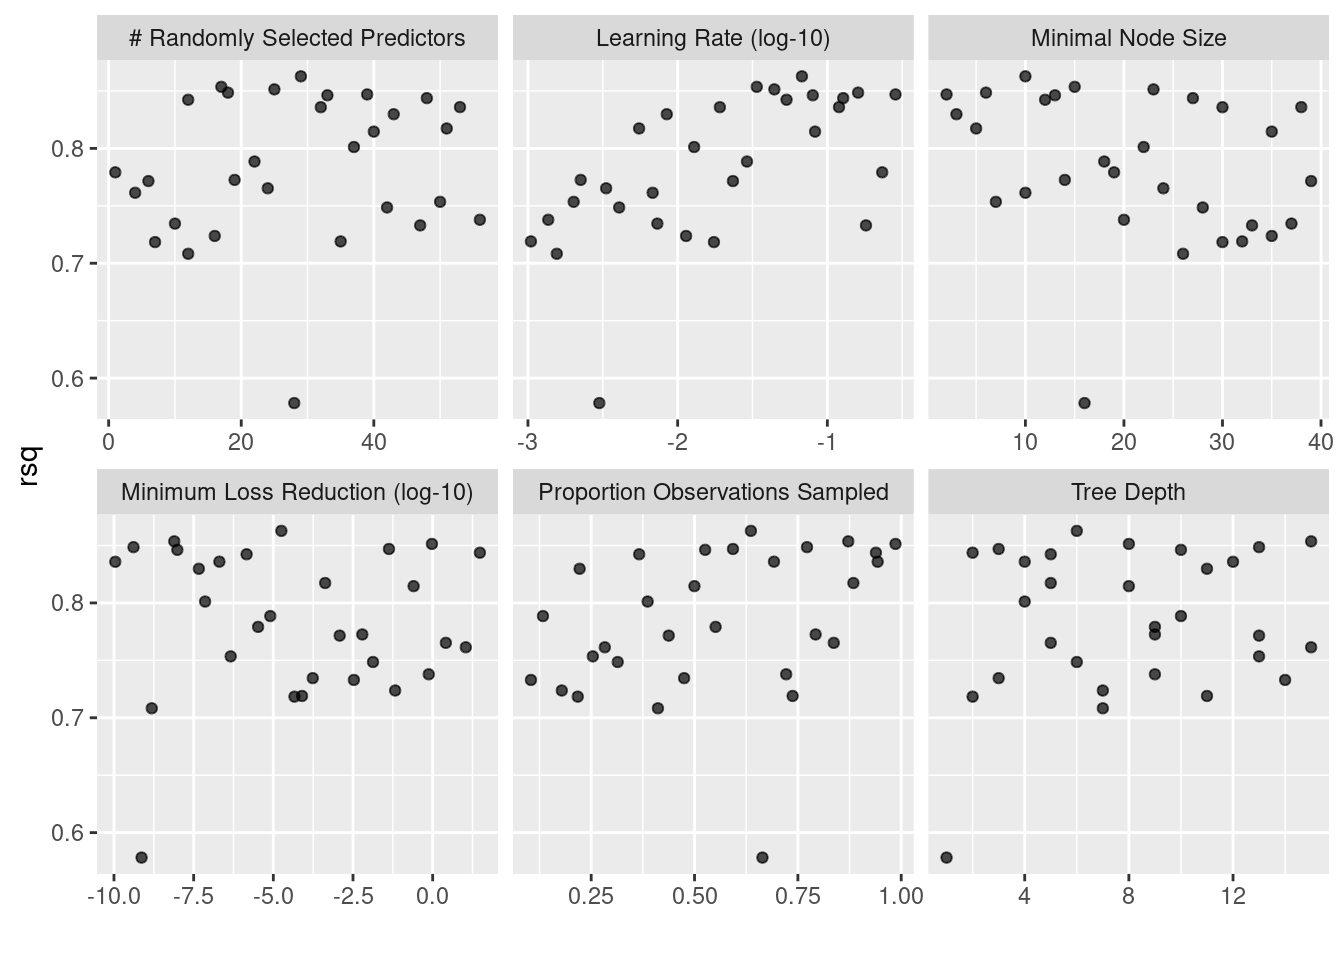 # Randomly Selected Predictors
Learning Rate (log-10)
Minimal Node Size
0.8
0.7
0.6
0 20 40
-3 -2 -1
10 20 30 40
rsq
Minimum Loss Reduction (log-10)
Proportion Observations Sampled
Tree Depth
0.8
0.7
0.6
-10.0 -7.5 -5.0 -2.5 0.0
0.25 0.50 0.75 1.00
4 8 12